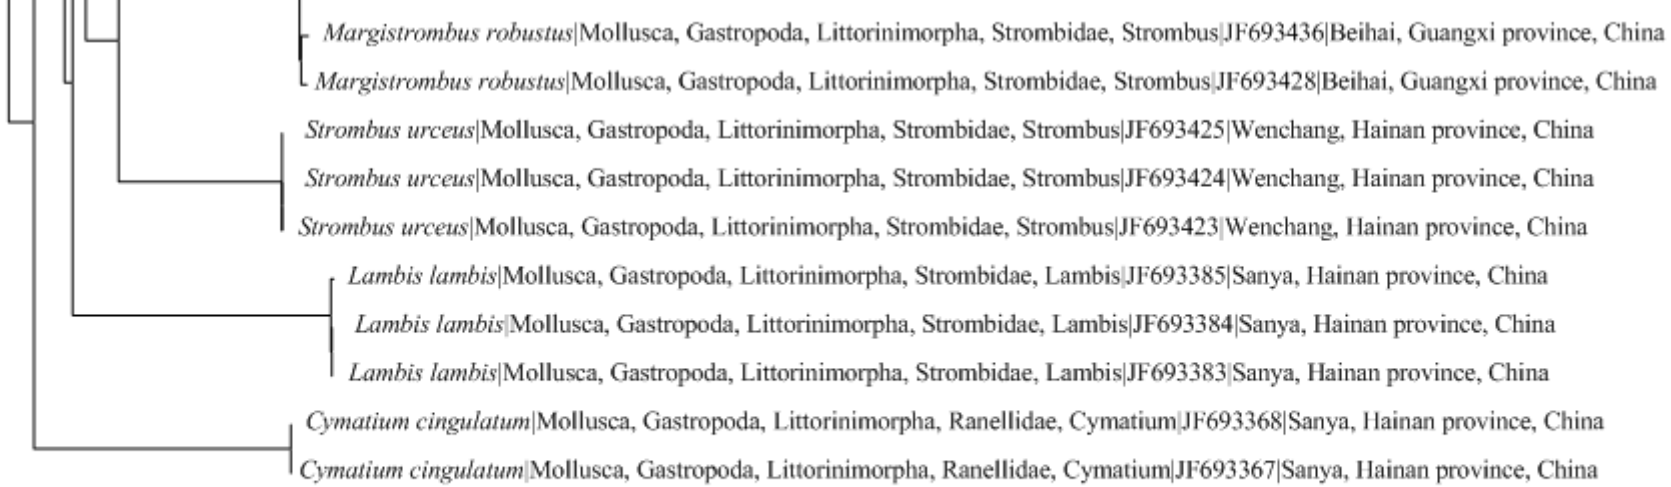 Margistrombus robustus|Mollusca, Gastropoda, Littorinimorpha, Strombidae, Strombus|JF693436|Beihai, Guangxi province, China
Margistrombus robustus|Mollusca, Gastropoda, Littorinimorpha, Strombidae, Strombus|JF693428|Beihai, Guangxi province, China
Strombus urceus|Mollusca, Gastropoda, Littorinimorpha, Strombidae, Strombus|JF693425|Wenchang, Hainan province, China
Strombus urceus|Mollusca, Gastropoda, Littorinimorpha, Strombidae, Strombus|JF693424|Wenchang, Hainan province, China
Strombus urceus|Mollusca, Gastropoda, Littorinimorpha, Strombidae, Strombus|JF693423|Wenchang, Hainan province, China
Lambis lambis|Mollusca, Gastropoda, Littorinimorpha, Strombidae, Lambis|JF693385|Sanya, Hainan province, China
Lambis lambis|Mollusca, Gastropoda, Littorinimorpha, Strombidae, Lambis|JF693384|Sanya, Hainan province, China
Lambis lambis|Mollusca, Gastropoda, Littorinimorpha, Strombidae, Lambis|JF693383|Sanya, Hainan province, China
Cymatium cingulatum|Mollusca, Gastropoda, Littorinimorpha, Ranellidae, Cymatium|JF693368|Sanya, Hainan province, China
Cymatium cingulatum|Mollusca, Gastropoda, Littorinimorpha, Ranellidae, Cymatium|JF693367|Sanya, Hainan province, China